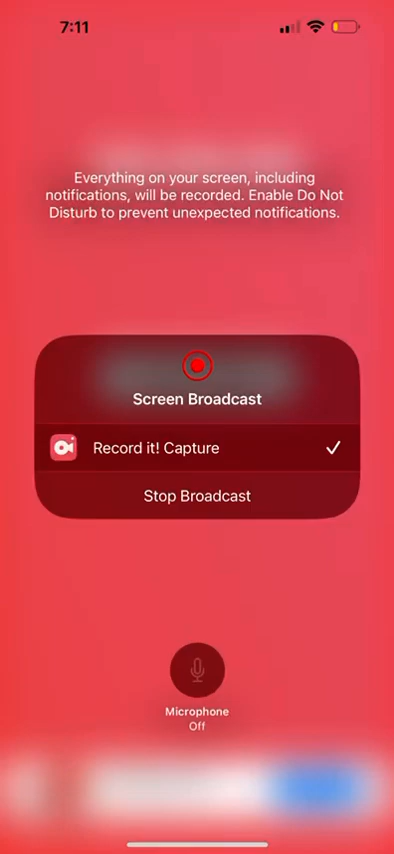 7:11
Everything on your screen, including
notifications, will be recorded. Enable Do Not
Disturb to prevent unexpected notifications.
Screen Broadcast
Record it! Capture
Stop Broadcast
Microphone
Off